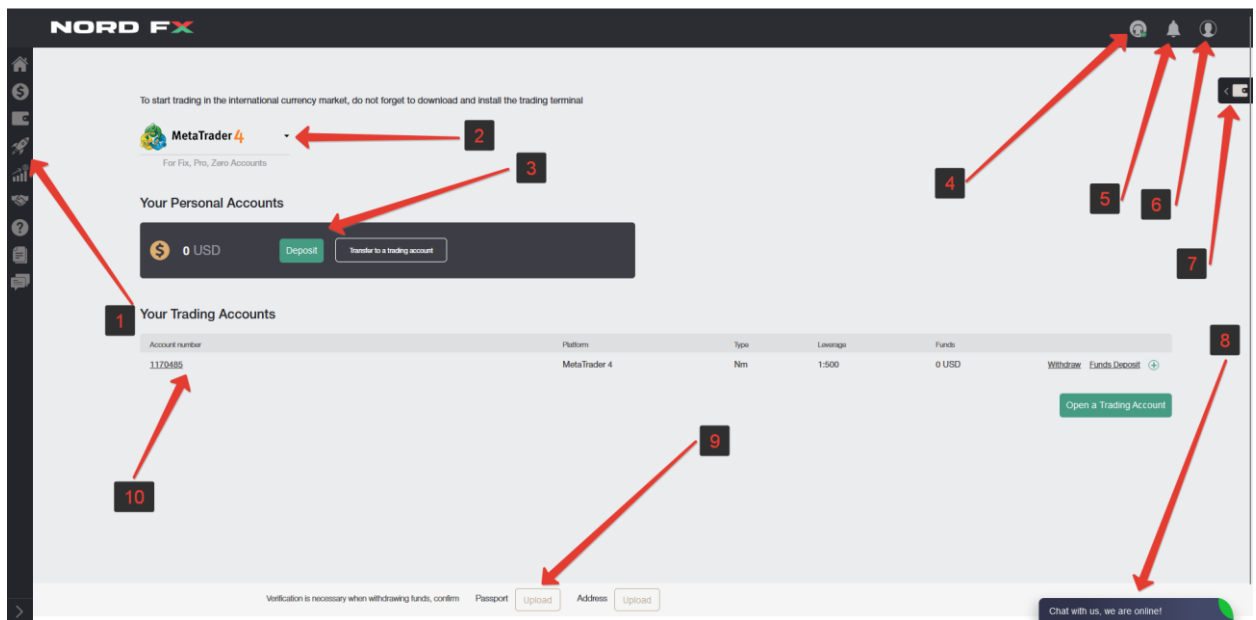 NORD FX
To start trading in the international currency market, do not forget to download and install the trading terminal
MetaTrader 4
2
For Fix, Pro, Zero Accounts
3
4
5
6
Your Personal Accounts
0 USD
Deposit
Transfer to a trading account
7
1
Your Trading Accounts
8
Account number Platform Type Leverage Funds
1170485 MetaTrader 4 Nm 1:500 0 USD Withdraw Funds Deposit
Open a Trading Account
9
10
Verification is necessary when withdrawing funds, confirm Passport Upload Address Upload
Chat with us, we are online!